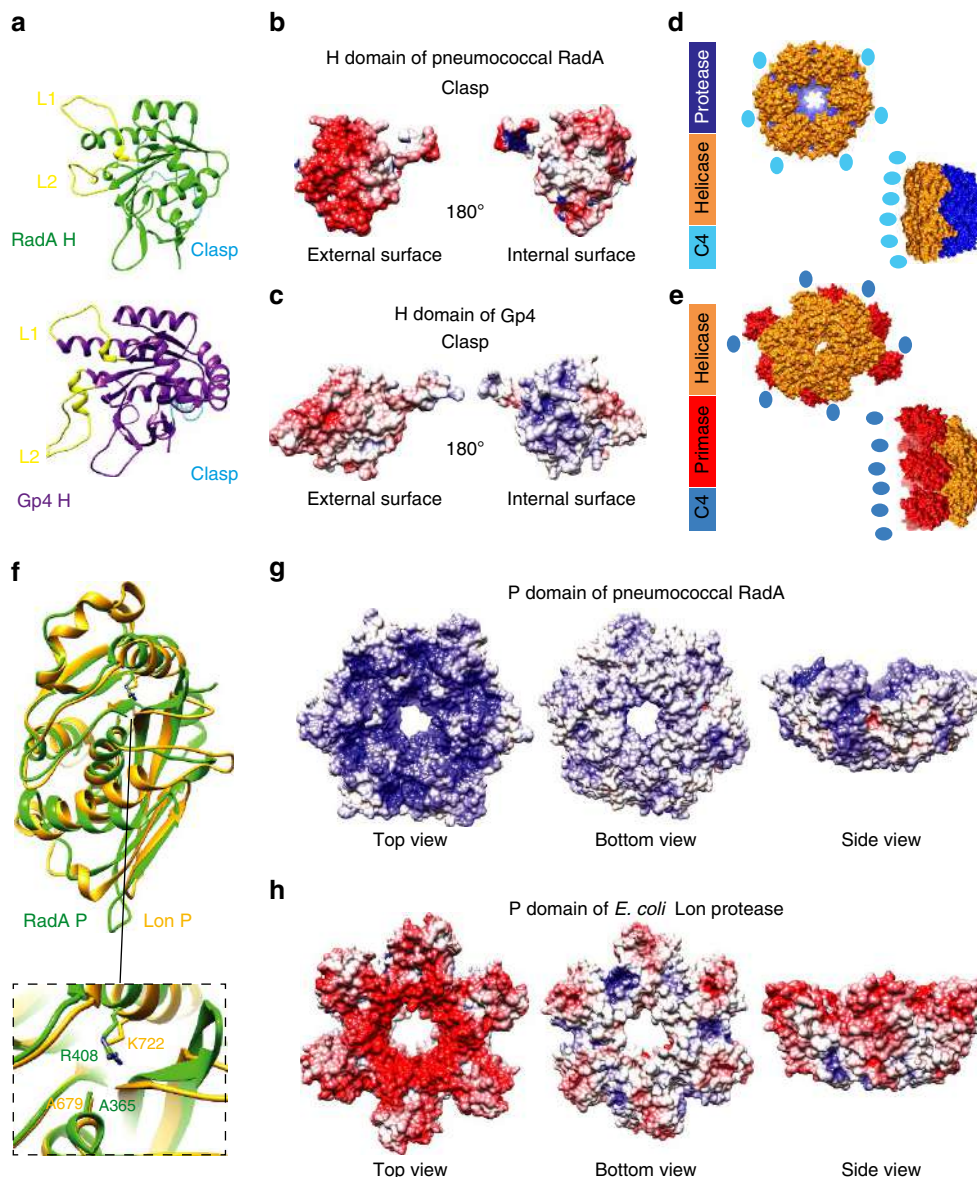 a
L1
L2
RadA H
Clasp
L1
L2
Clasp
Gp4 H
b
H domain of pneumococcal RadA
Clasp
180°
External surface
Internal surface
c
H domain of Gp4
Clasp
180°
External surface
Internal surface
d
Protease
Helicase
C4
e
Helicase
Primase
C4
f
RadA P
Lon P
K722
R408
A679
A365
g
P domain of pneumococcal RadA
Top view
Bottom view
Side view
h
P domain of E. coli Lon protease
Top view
Bottom view
Side view